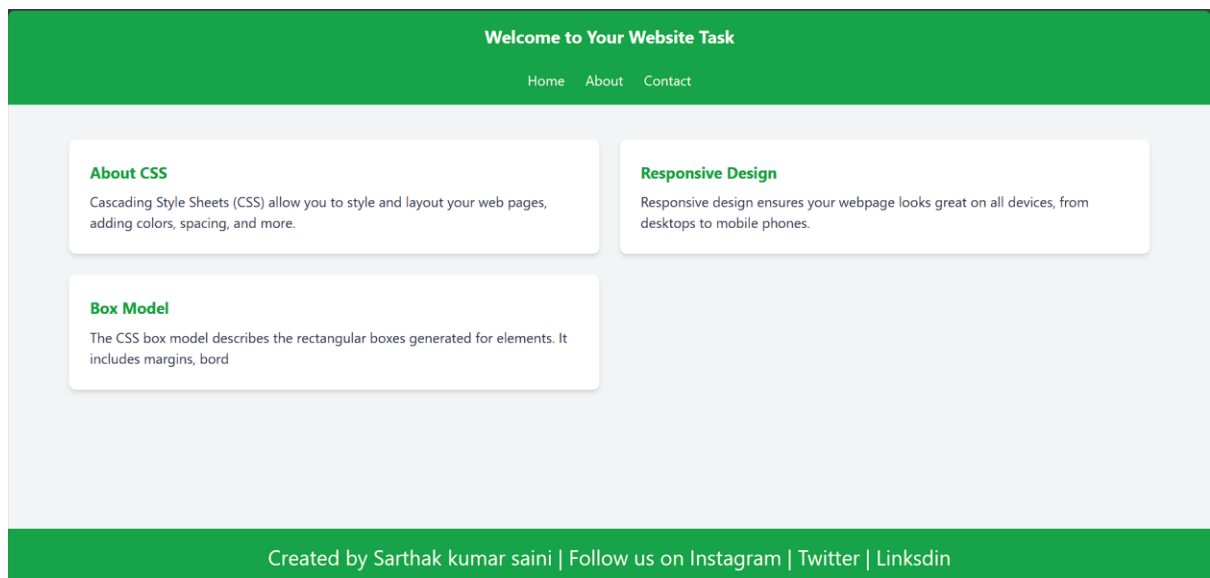 Welcome to Your Website Task
Home About Contact
About CSS
Cascading Style Sheets (CSS) allow you to style and layout your web pages,
adding colors, spacing, and more.
Responsive Design
Responsive design ensures your webpage looks great on all devices, from
desktops to mobile phones.
Box Model
The CSS box model describes the rectangular boxes generated for elements. It
includes margins, bord
Created by Sarthak kumar saini | Follow us on Instagram | Twitter | Linksdin